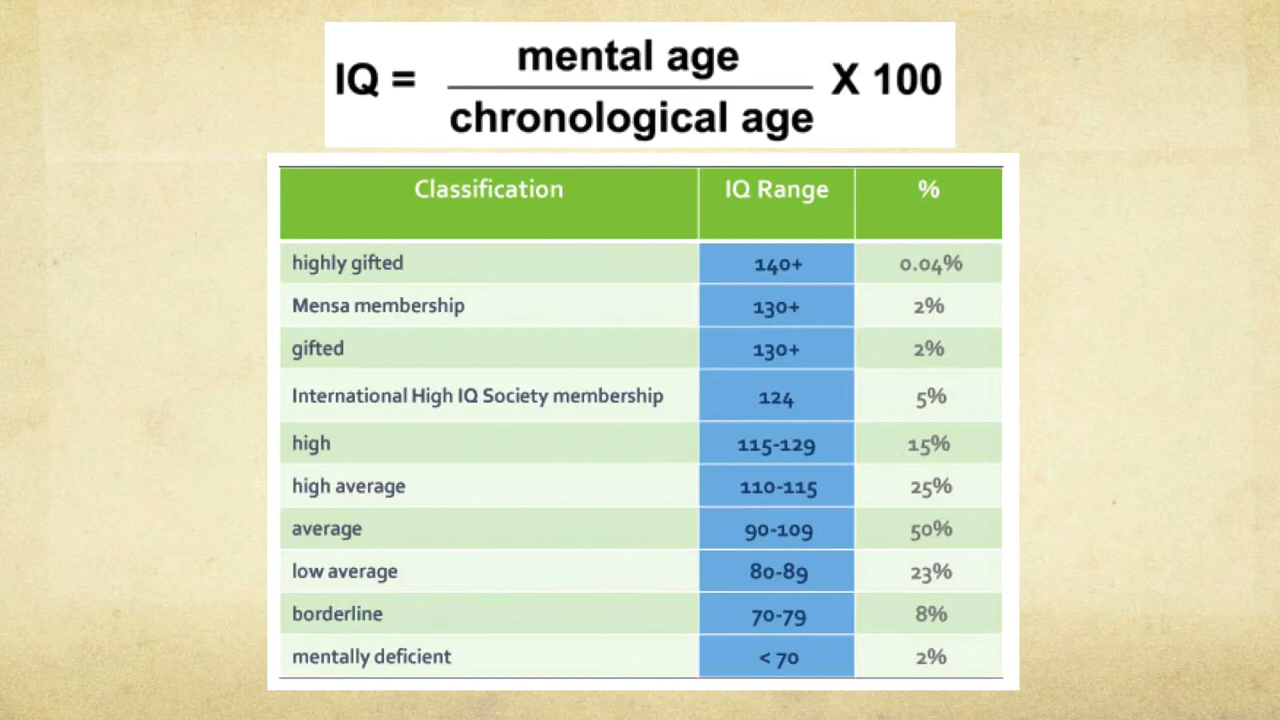 IQ = mental age / chronological age X 100
Classification IQ Range %
highly gifted 140+ 0.04%
Mensa membership 130+ 2%
gifted 130+ 2%
International High IQ Society membership 124 5%
high 115-129 15%
high average 110-115 25%
average 90-109 50%
low average 80-89 23%
borderline 70-79 8%
mentally deficient < 70 2%